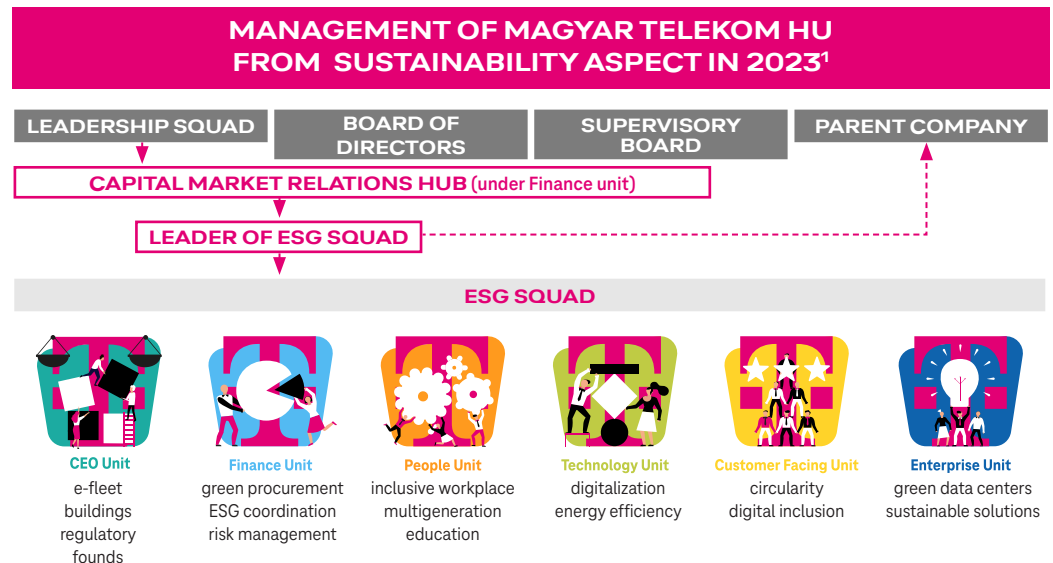 MANAGEMENT OF MAGYAR TELEKOM HU
FROM SUSTAINABILITY ASPECT IN 2023¹
LEADERSHIP SQUAD
BOARD OF
DIRECTORS
SUPERVISORY
BOARD
PARENT COMPANY
CAPITAL MARKET RELATIONS HUB (under Finance unit)
LEADER OF ESG SQUAD
ESG SQUAD
CEO Unit
e-fleet
buildings
regulatory
founds
Finance Unit
green procurement
ESG coordination
risk management
People Unit
inclusive workplace
multigeneration
education
Technology Unit
digitalization
energy efficiency
Customer Facing Unit
circularity
digital inclusion
Enterprise Unit
green data centers
sustainable solutions